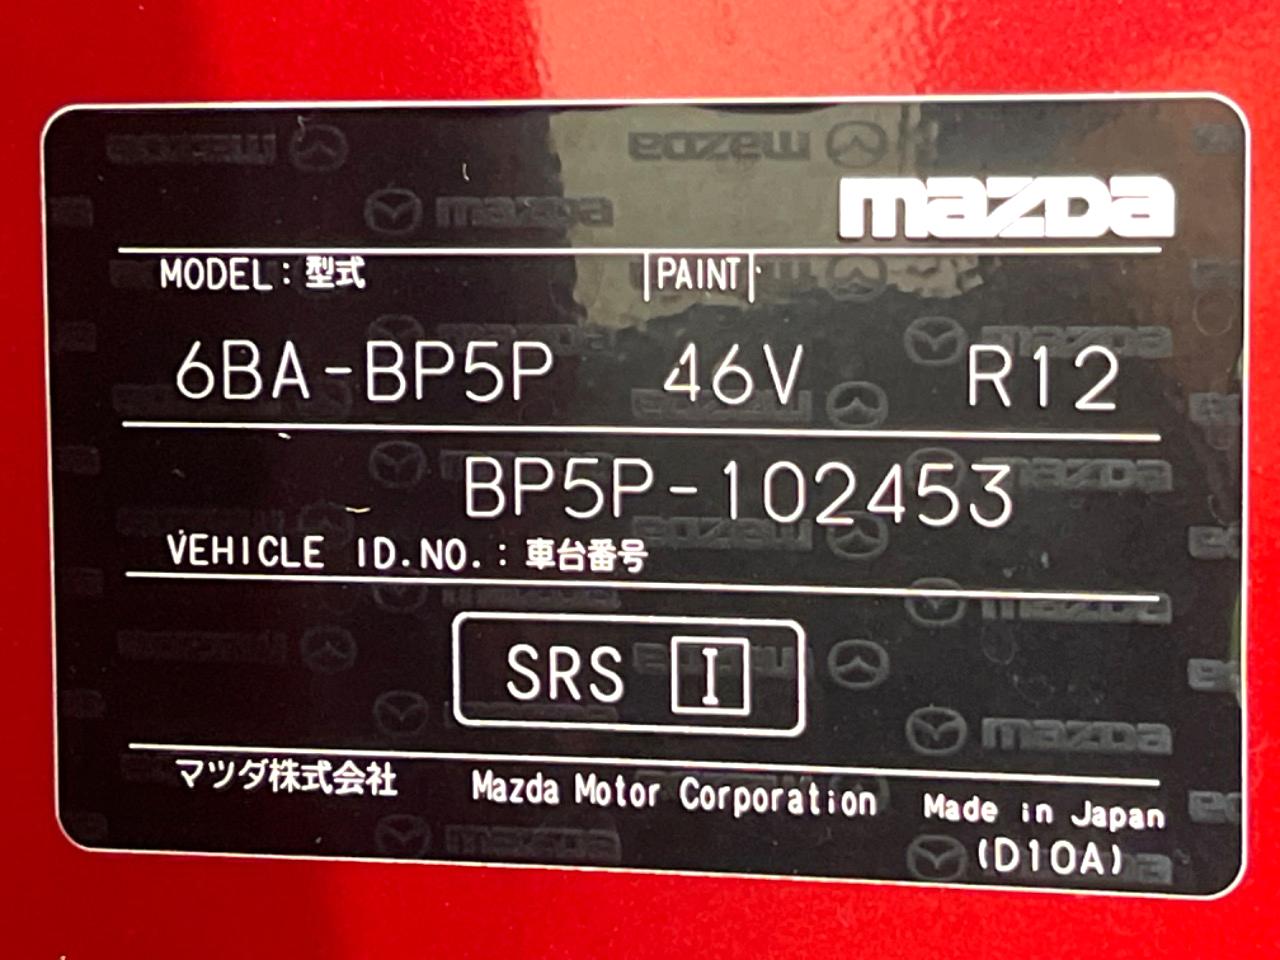 mazda
MODEL : 型式 PAINT
6BA-BP5P 46V R12
BP5P-102453
VEHICLE ID.NO. : 車台番号
SRS I
マツダ株式会社 Mazda Motor Corporation Made in Japan
(D10A)